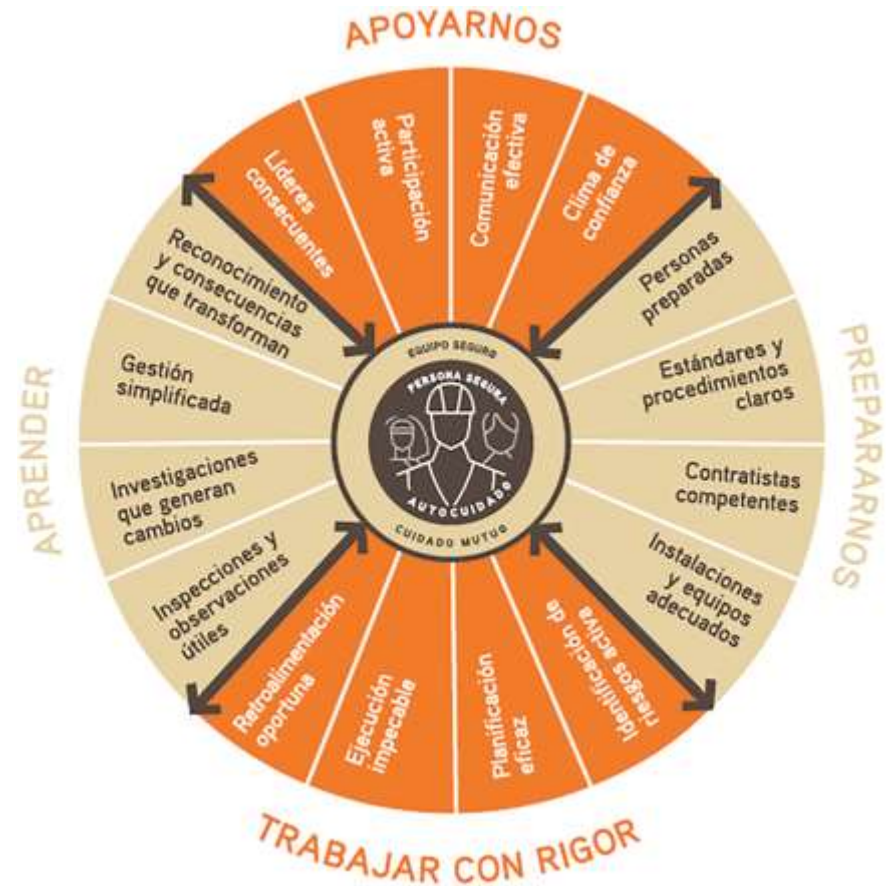 APOYARNOS
Líderes
consecuentes
Participación
activa
Comunicación
efectiva
Clima de
confianza
PREPARARNOS
Personas
preparadas
Estándares y
procedimientos
claros
Contratistas
competentes
Instalaciones
y equipos
adecuados
TRABAJAR CON RIGOR
Identificación de
riesgos activa
Planificación
eficaz
Ejecución
impecable
Retroalimentación
oportuna
APRENDER
Inspecciones y
observaciones
útiles
Investigaciones
que generan
cambios
Gestión
simplificada
Reconocimiento
y consecuencias
que transforman
EQUIPO SEGURO
PERSONA SEGURA
AUTOCUIDADO
CUIDADO MUTUO